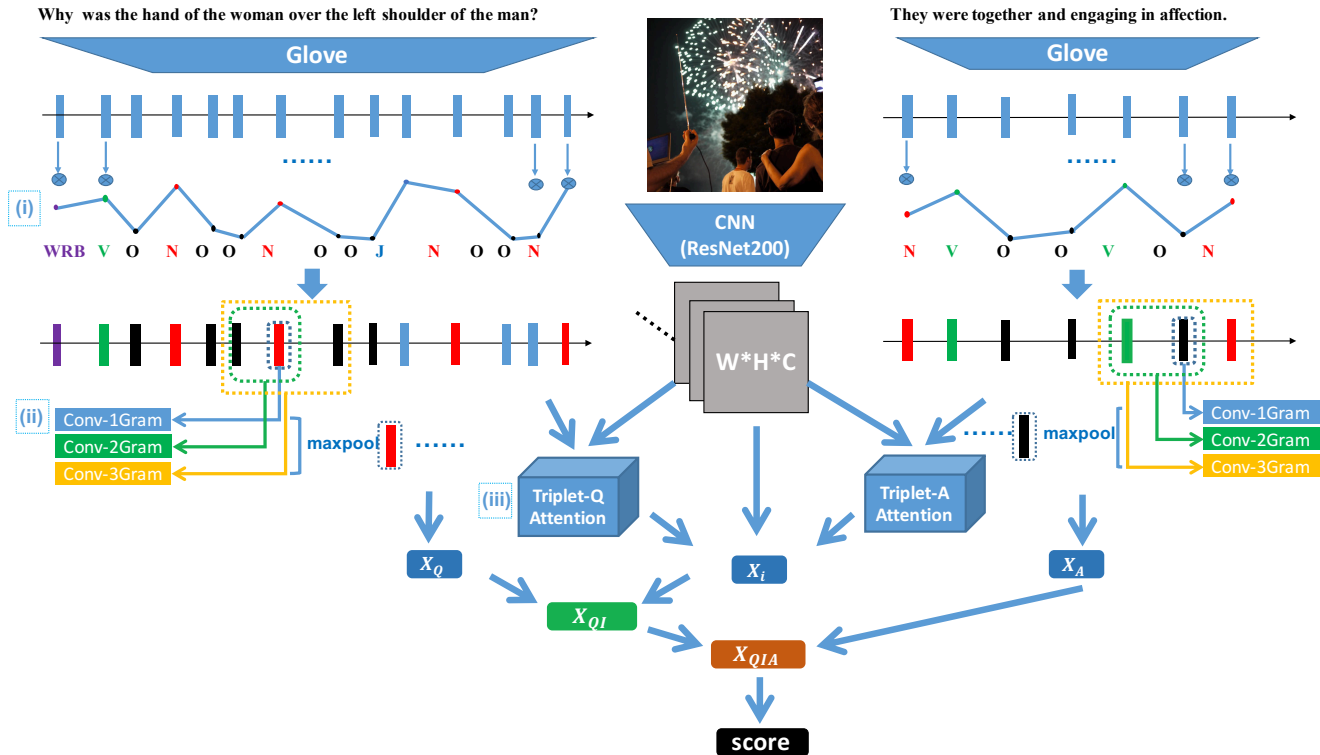 Why was the hand of the woman over the left shoulder of the man?
They were together and engaging in affection.
Glove
Glove
......
......
(i)
CNN
(ResNet200)
WRB V O N O O N O O J N O O N
N V O O V O N
W*H*C
(ii)
Conv-1Gram
Conv-2Gram
Conv-3Gram
maxpool
......
......
maxpool
Conv-1Gram
Conv-2Gram
Conv-3Gram
(iii)
Triplet-Q
Attention
Triplet-A
Attention
X_Q
X_i
X_A
X_QI
X_QIA
score